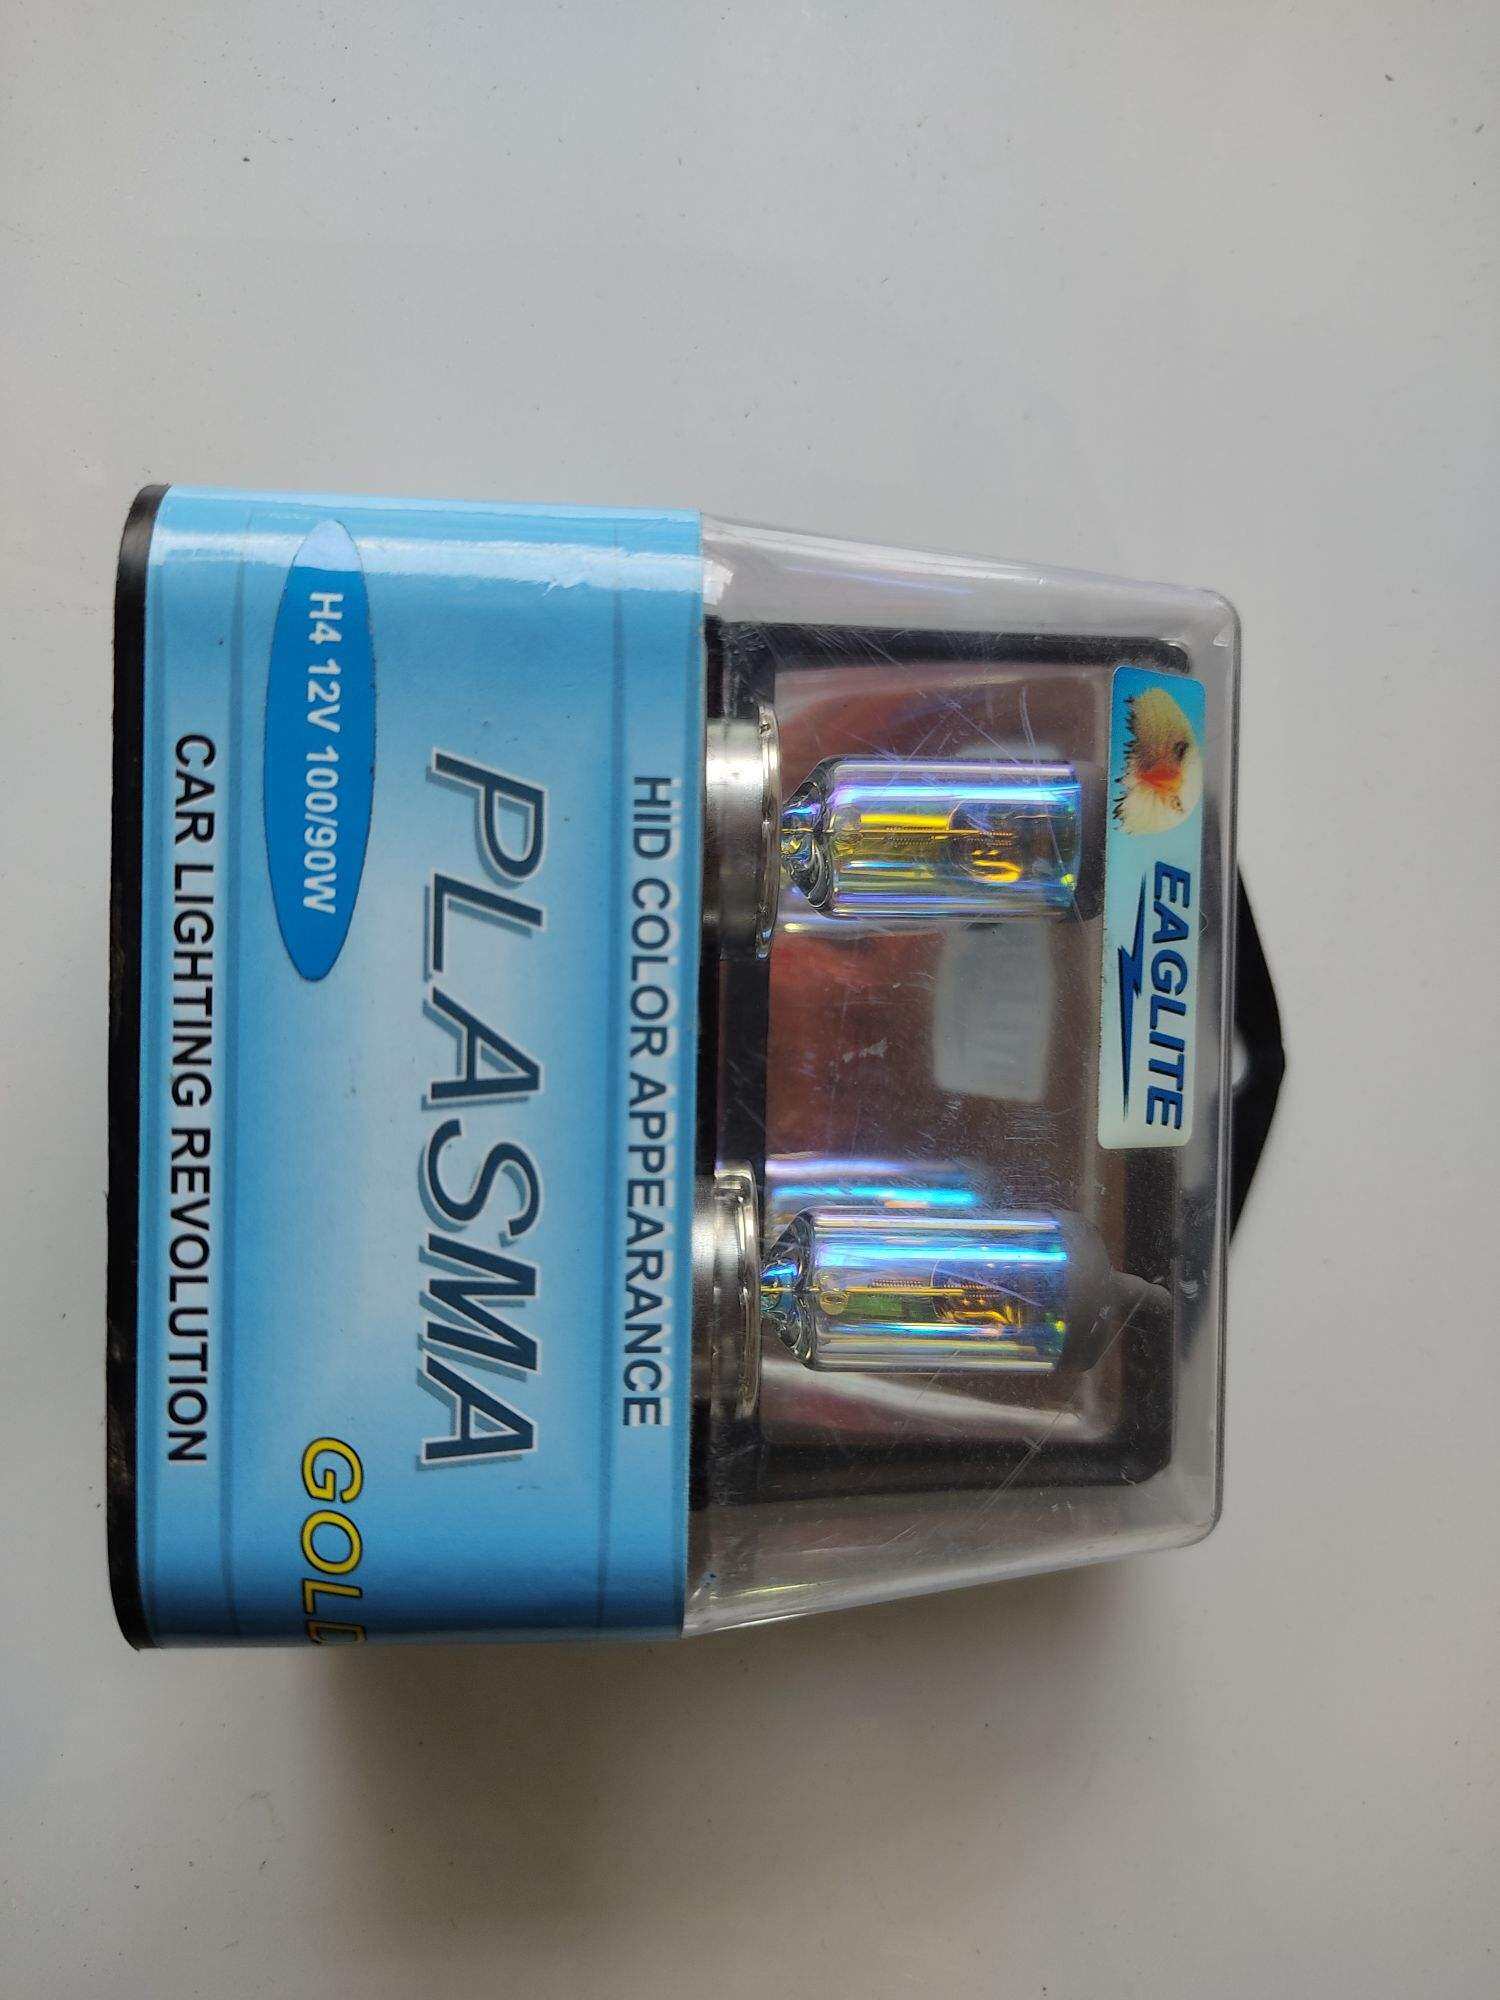 EAGLITE
HID COLOR APPEARANCE
PLASMA
H4 12V 100/90W
GOLD
CAR LIGHTING REVOLUTION